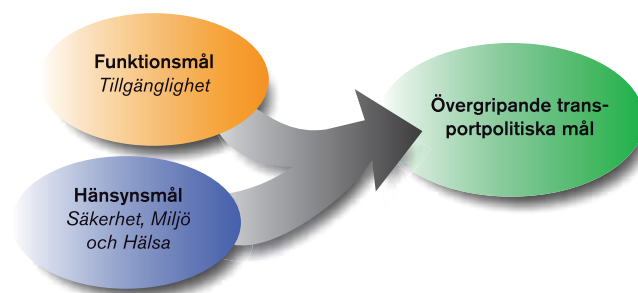 Funktionsmål
Tillgänglighet
Hänsynsmål
Säkerhet, Miljö
och Hälsa
Övergripande trans-
portpolitiska mål